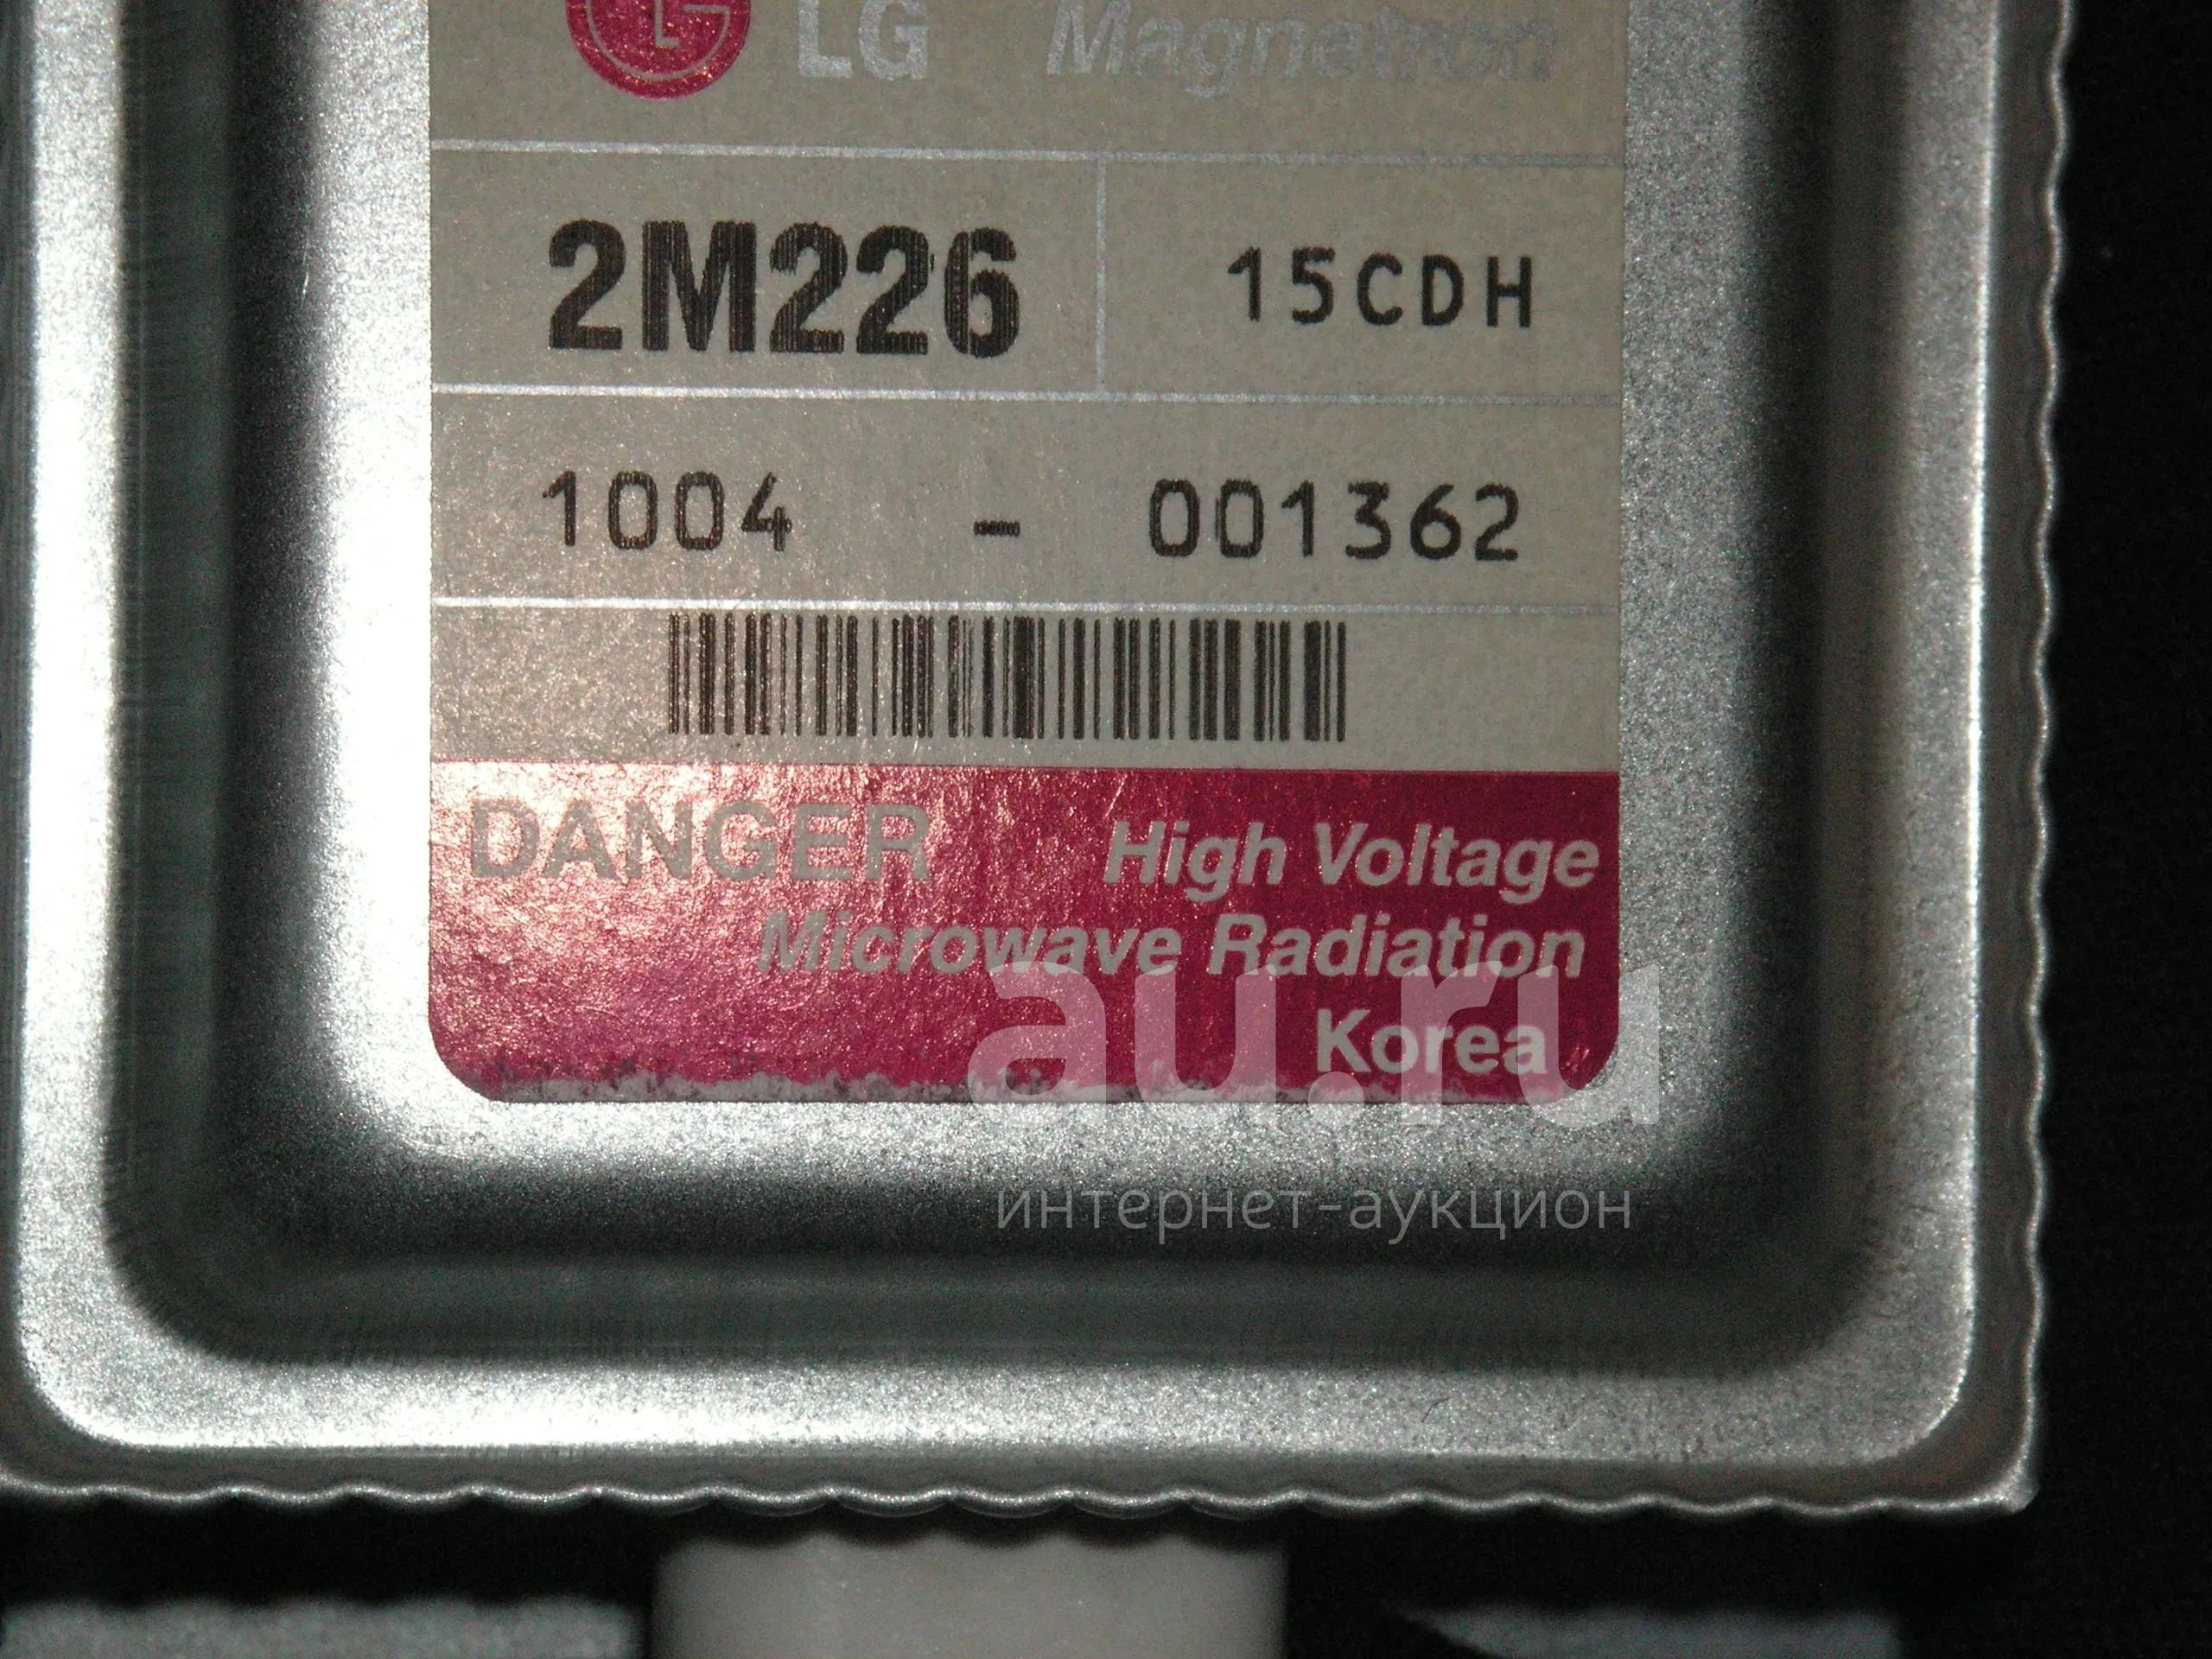 LG Magnetron
2M226 15CDH
1004 - 001362
DANGER High Voltage
Microwave Radiation
Korea
au.ru
интернет-аукцион